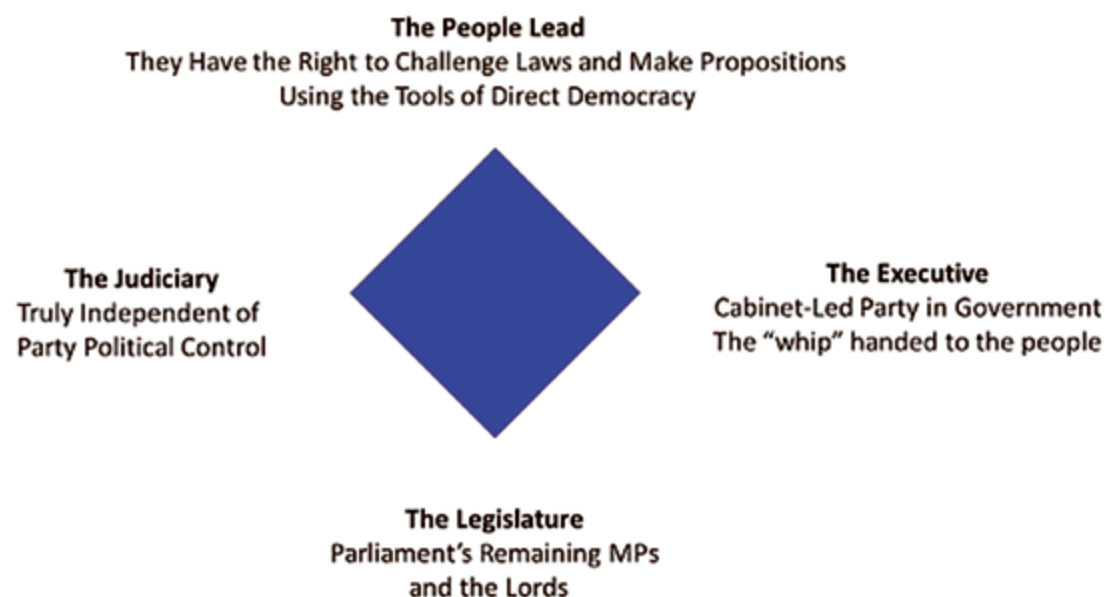 The People Lead
They Have the Right to Challenge Laws and Make Propositions
Using the Tools of Direct Democracy
The Judiciary
Truly Independent of
Party Political Control
The Executive
Cabinet-Led Party in Government
The “whip” handed to the people
The Legislature
Parliament’s Remaining MPs
and the Lords